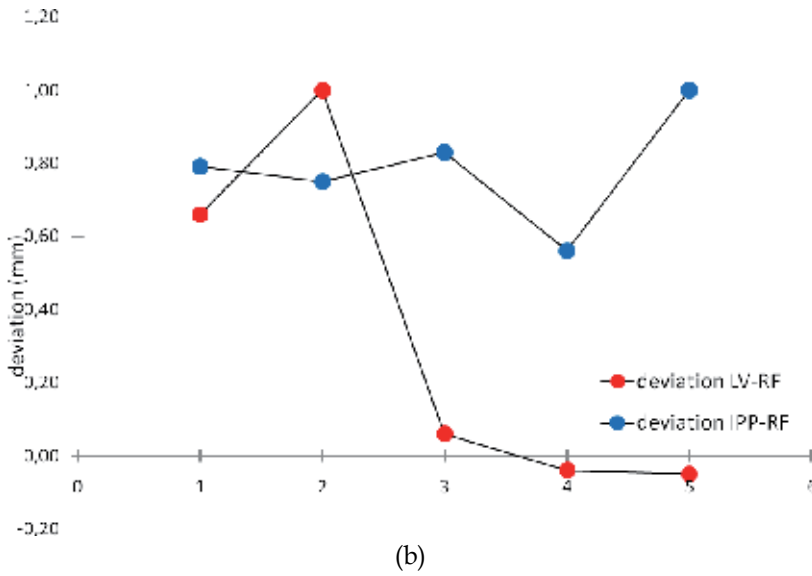 1,20
1,00
0,80
0,60
0,40
0,20
0,00
-0,20
deviation (mm)
0 1 2 3 4 5 6
deviation LV-RF
deviation IPP-RF
(b)